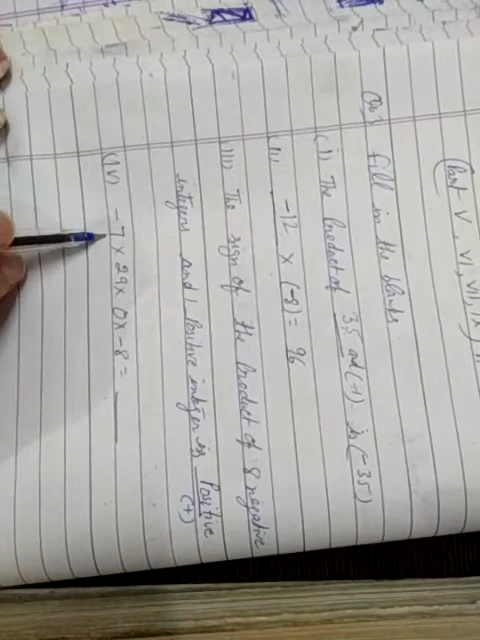 (Part V, VI, VII, IX)
Qu3 fill in the blanks
(i) The Product of 35 and (-1) is (-35)
(ii) -12 × (-8) = 96
(iii) The sign of the Product of 8 negative
integers and 1 Positive integer is Positive
(+)
(iv) -7 × 29 × 0 × -8 = ____